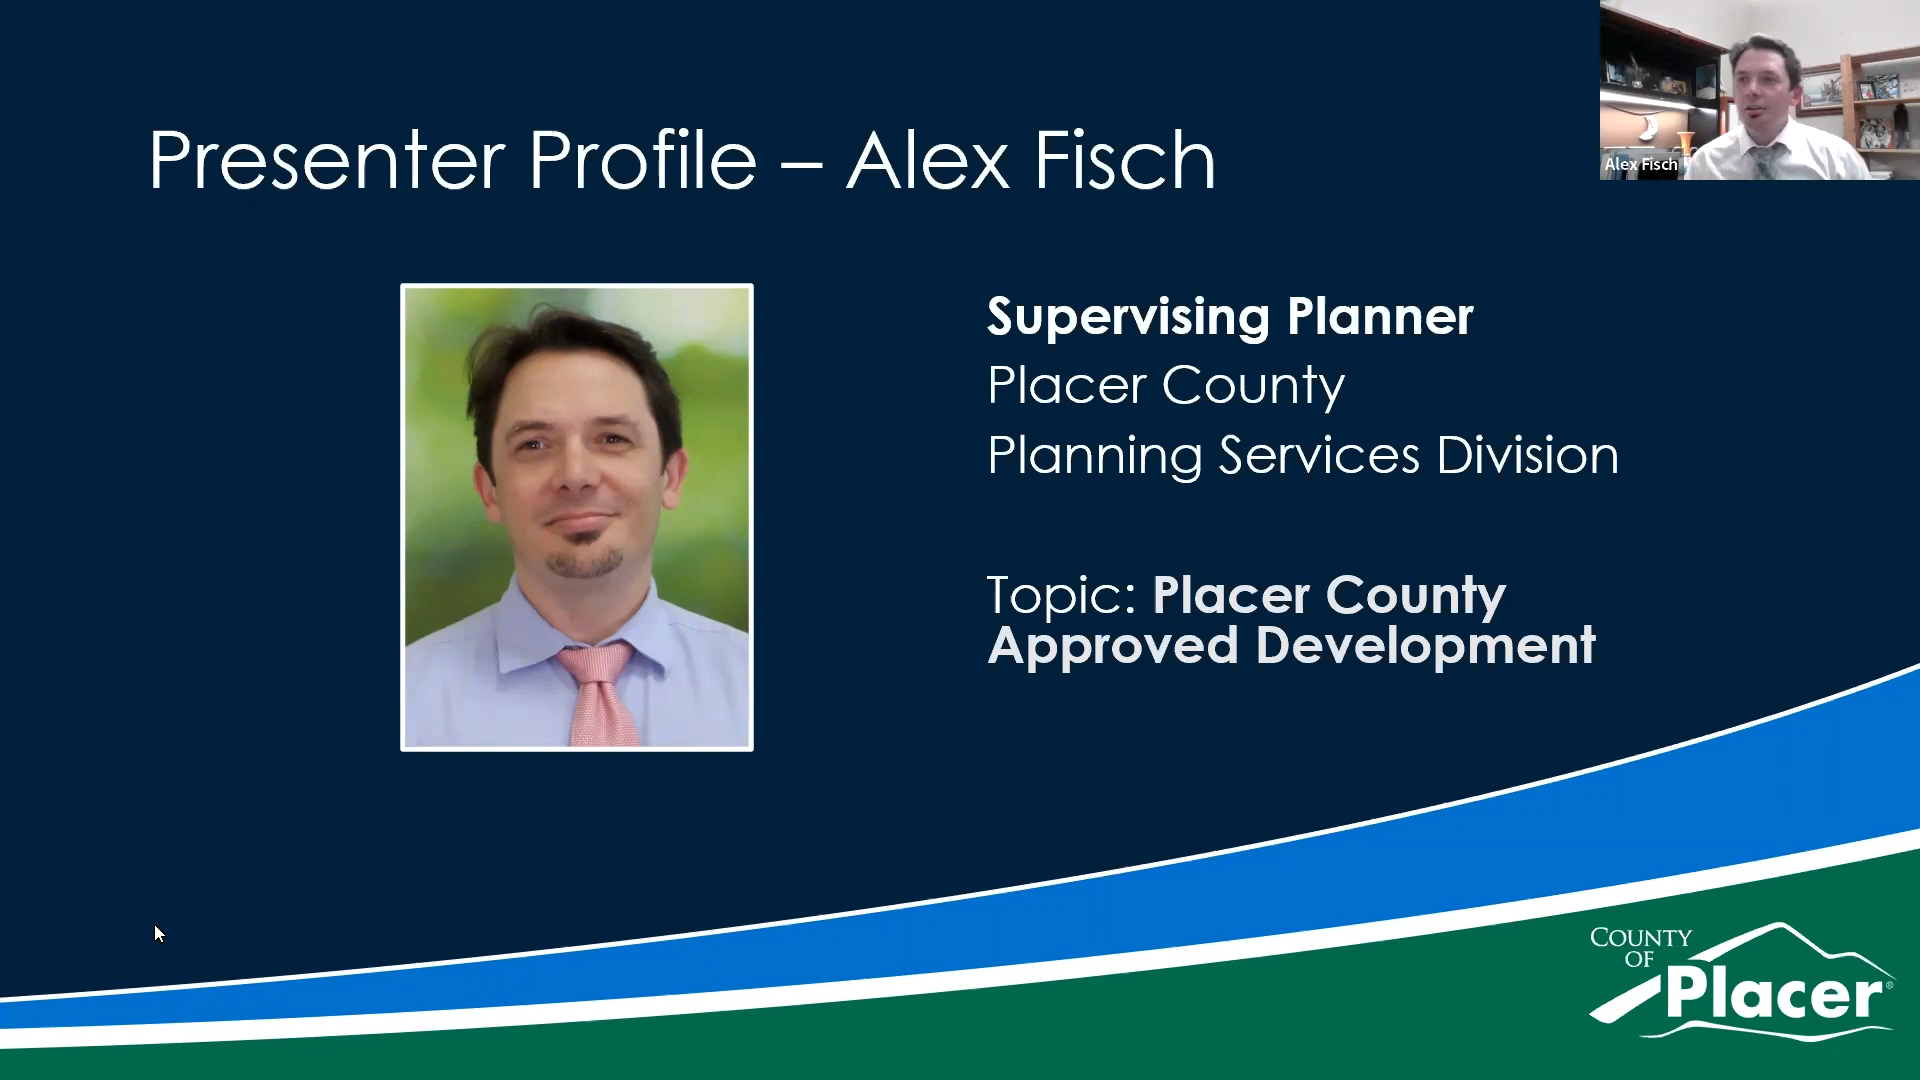 Presenter Profile – Alex Fisch
Alex Fisch
Supervising Planner
Placer County
Planning Services Division
Topic: Placer County
Approved Development
COUNTY
OF
Placer®